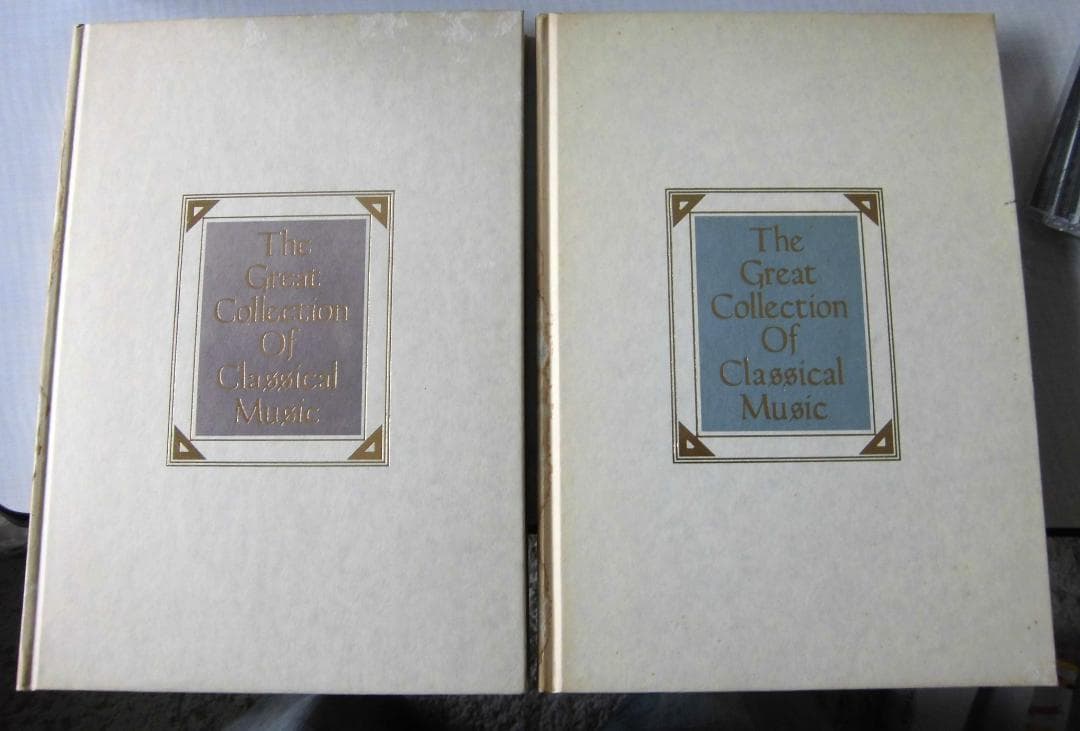 The
Great
Collection
Of
Classical
Music
The
Great
Collection
Of
Classical
Music